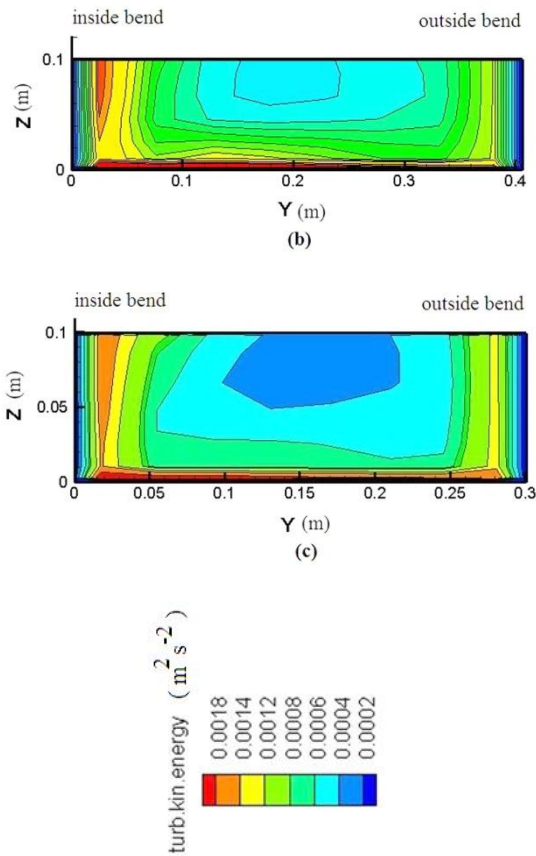 inside bend
outside bend
0.1
Z (m)
0
0 0.1 0.2 0.3 0.4
Y (m)
(b)
inside bend
outside bend
0.1
Z (m)
0.05
0
0 0.05 0.1 0.15 0.2 0.25 0.3
Y (m)
(c)
turb.kin.energy ( m² s⁻² )
0.0018
0.0014
0.0012
0.0008
0.0006
0.0004
0.0002